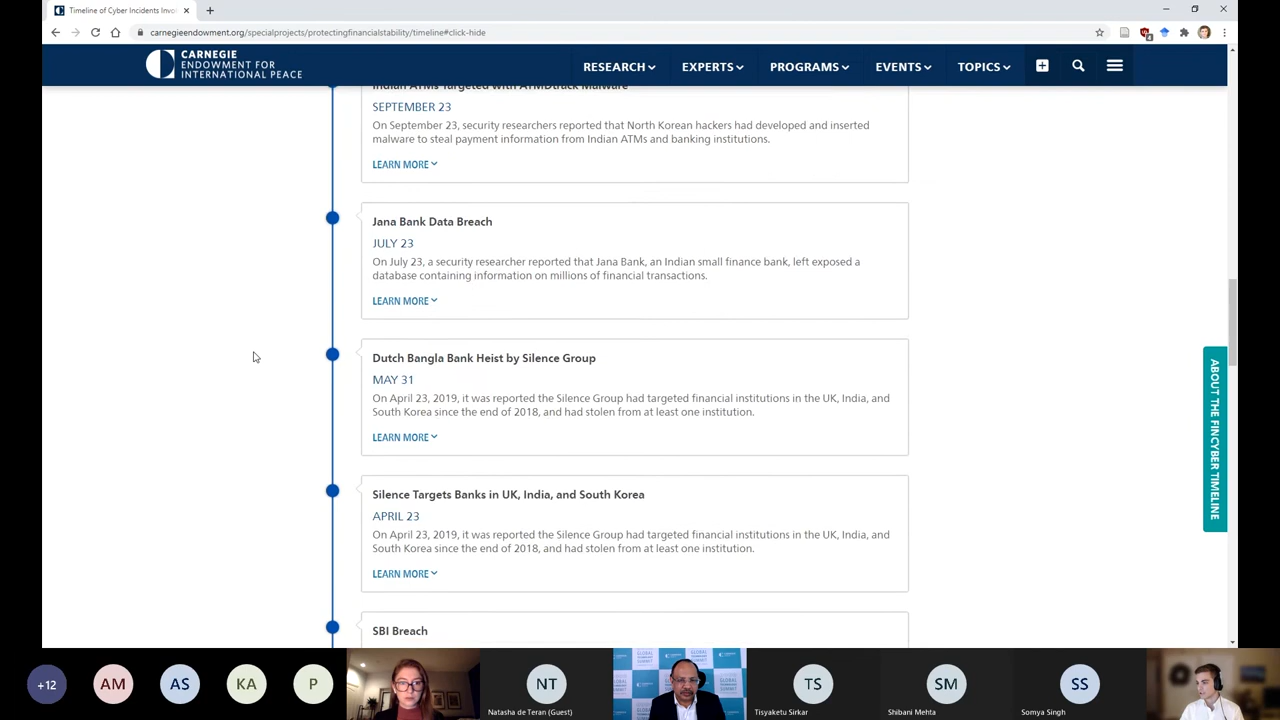 Timeline of Cyber Incidents Invol
carnegieendowment.org/specialprojects/protectingfinancialstability/timeline#click-hide
CARNEGIE
ENDOWMENT FOR
INTERNATIONAL PEACE
RESEARCH
EXPERTS
PROGRAMS
EVENTS
TOPICS
Indian ATMs Targeted with ATMDtrack Malware
SEPTEMBER 23
On September 23, security researchers reported that North Korean hackers had developed and inserted
malware to steal payment information from Indian ATMs and banking institutions.
LEARN MORE
Jana Bank Data Breach
JULY 23
On July 23, a security researcher reported that Jana Bank, an Indian small finance bank, left exposed a
database containing information on millions of financial transactions.
LEARN MORE
Dutch Bangla Bank Heist by Silence Group
MAY 31
On April 23, 2019, it was reported the Silence Group had targeted financial institutions in the UK, India, and
South Korea since the end of 2018, and had stolen from at least one institution.
LEARN MORE
Silence Targets Banks in UK, India, and South Korea
APRIL 23
On April 23, 2019, it was reported the Silence Group had targeted financial institutions in the UK, India, and
South Korea since the end of 2018, and had stolen from at least one institution.
LEARN MORE
SBI Breach
ABOUT THE FINCYBER TIMELINE
+12
AM
AS
KA
P
NT
Natasha de Teran (Guest)
GLOBAL
TECHNOLOGY
SUMMIT
TS
Tisyaketu Sirkar
SM
Shibani Mehta
SS
Somya Singh